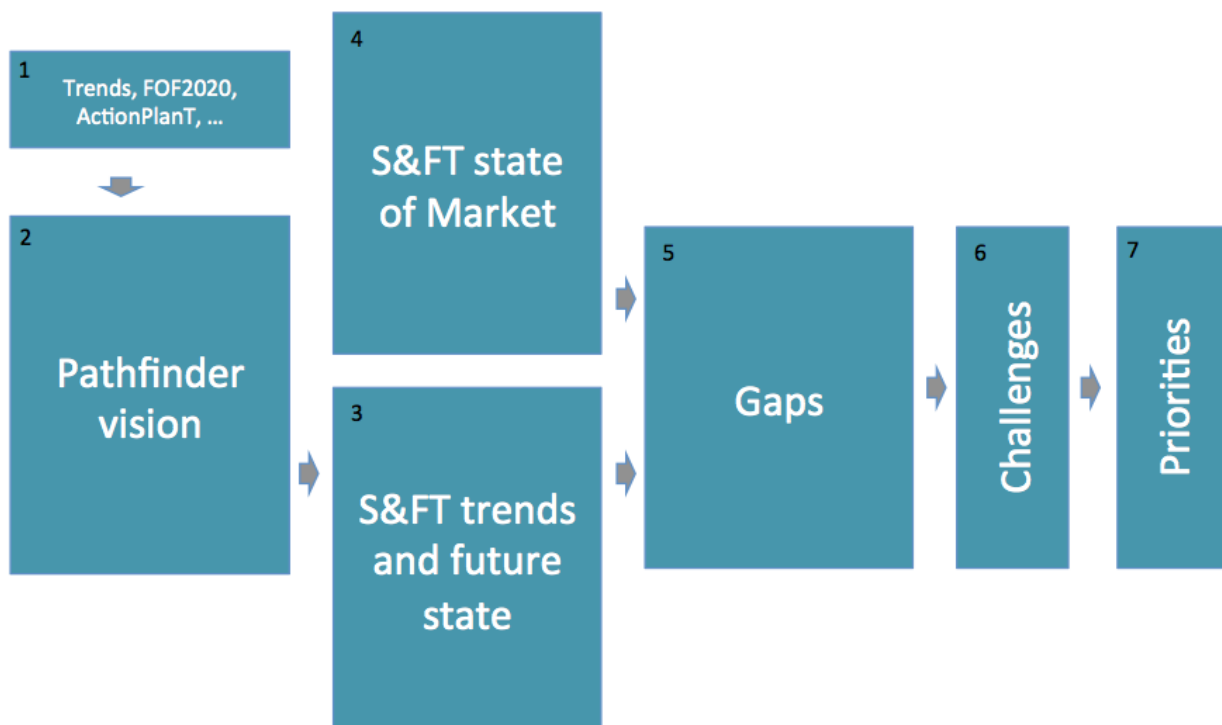 1
Trends, FOF2020,
ActionPlanT, ...
2
Pathfinder
vision
4
S&FT state
of Market
3
S&FT trends
and future
state
5
Gaps
6
Challenges
7
Priorities